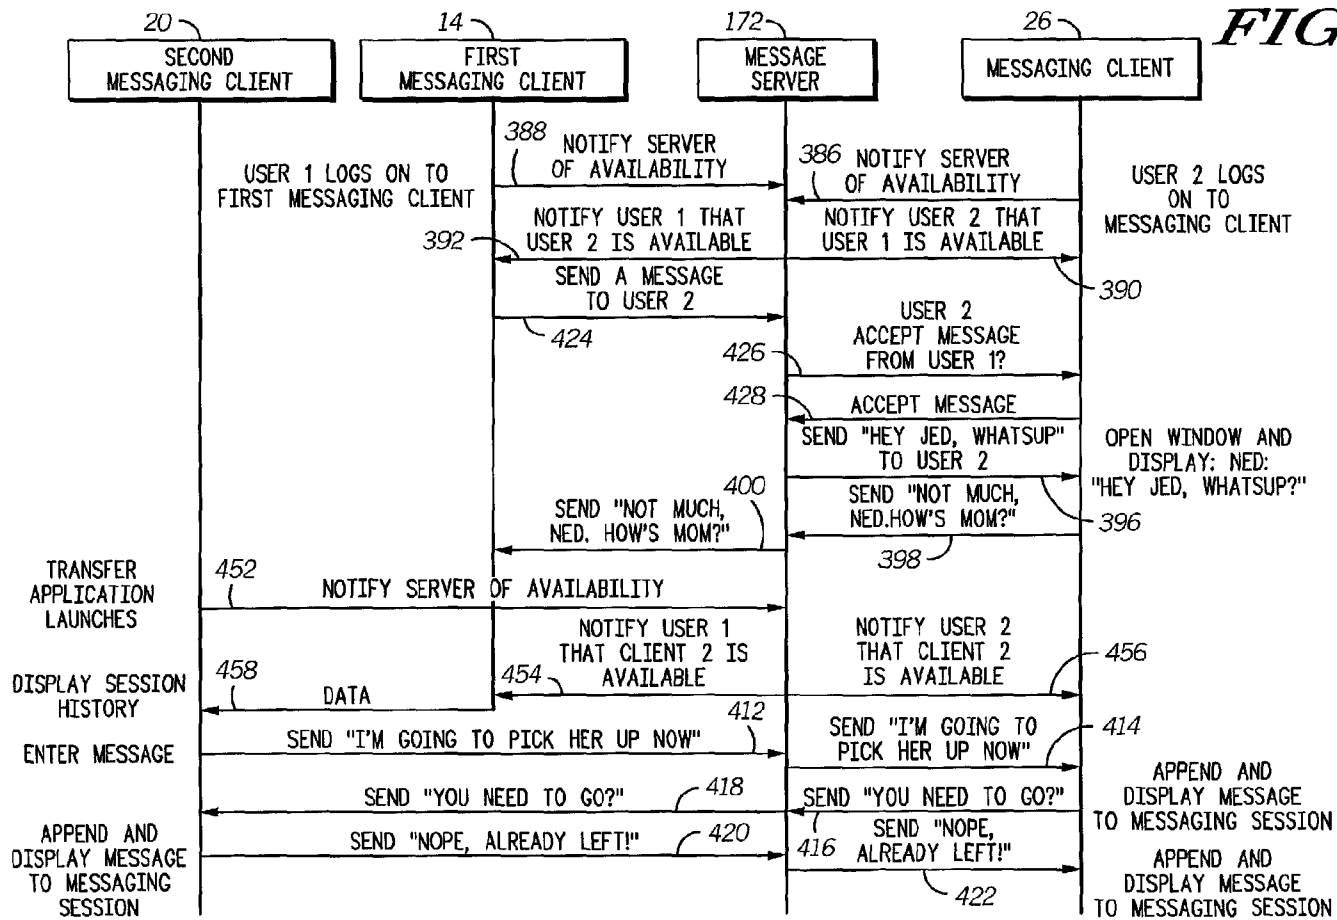 FIG
20
14
172
26
SECOND
MESSAGING CLIENT
FIRST
MESSAGING CLIENT
MESSAGE
SERVER
MESSAGING CLIENT
USER 1 LOGS ON TO
FIRST MESSAGING CLIENT
388
NOTIFY SERVER
OF AVAILABILITY
386
NOTIFY SERVER
OF AVAILABILITY
USER 2 LOGS
ON TO
MESSAGING CLIENT
NOTIFY USER 1 THAT
USER 2 IS AVAILABLE
392
NOTIFY USER 2 THAT
USER 1 IS AVAILABLE
390
SEND A MESSAGE
TO USER 2
424
USER 2
ACCEPT MESSAGE
FROM USER 1?
426
428
ACCEPT MESSAGE
SEND "HEY JED, WHATSUP"
TO USER 2
396
OPEN WINDOW AND
DISPLAY: NED:
"HEY JED, WHATSUP?"
SEND "NOT MUCH,
NED. HOW'S MOM?"
400
SEND "NOT MUCH,
NED.HOW'S MOM?"
398
TRANSFER
APPLICATION
LAUNCHES
452
NOTIFY SERVER OF AVAILABILITY
NOTIFY USER 1
THAT CLIENT 2 IS
AVAILABLE
454
NOTIFY USER 2
THAT CLIENT 2
IS AVAILABLE
456
DISPLAY SESSION
HISTORY
458
DATA
ENTER MESSAGE
SEND "I'M GOING TO PICK HER UP NOW"
412
SEND "I'M GOING TO
PICK HER UP NOW"
414
SEND "YOU NEED TO GO?"
418
SEND "YOU NEED TO GO?"
416
APPEND AND
DISPLAY MESSAGE
TO MESSAGING SESSION
APPEND AND
DISPLAY MESSAGE
TO MESSAGING
SESSION
SEND "NOPE, ALREADY LEFT!"
420
SEND "NOPE,
ALREADY LEFT!"
422
APPEND AND
DISPLAY MESSAGE
TO MESSAGING SESSION